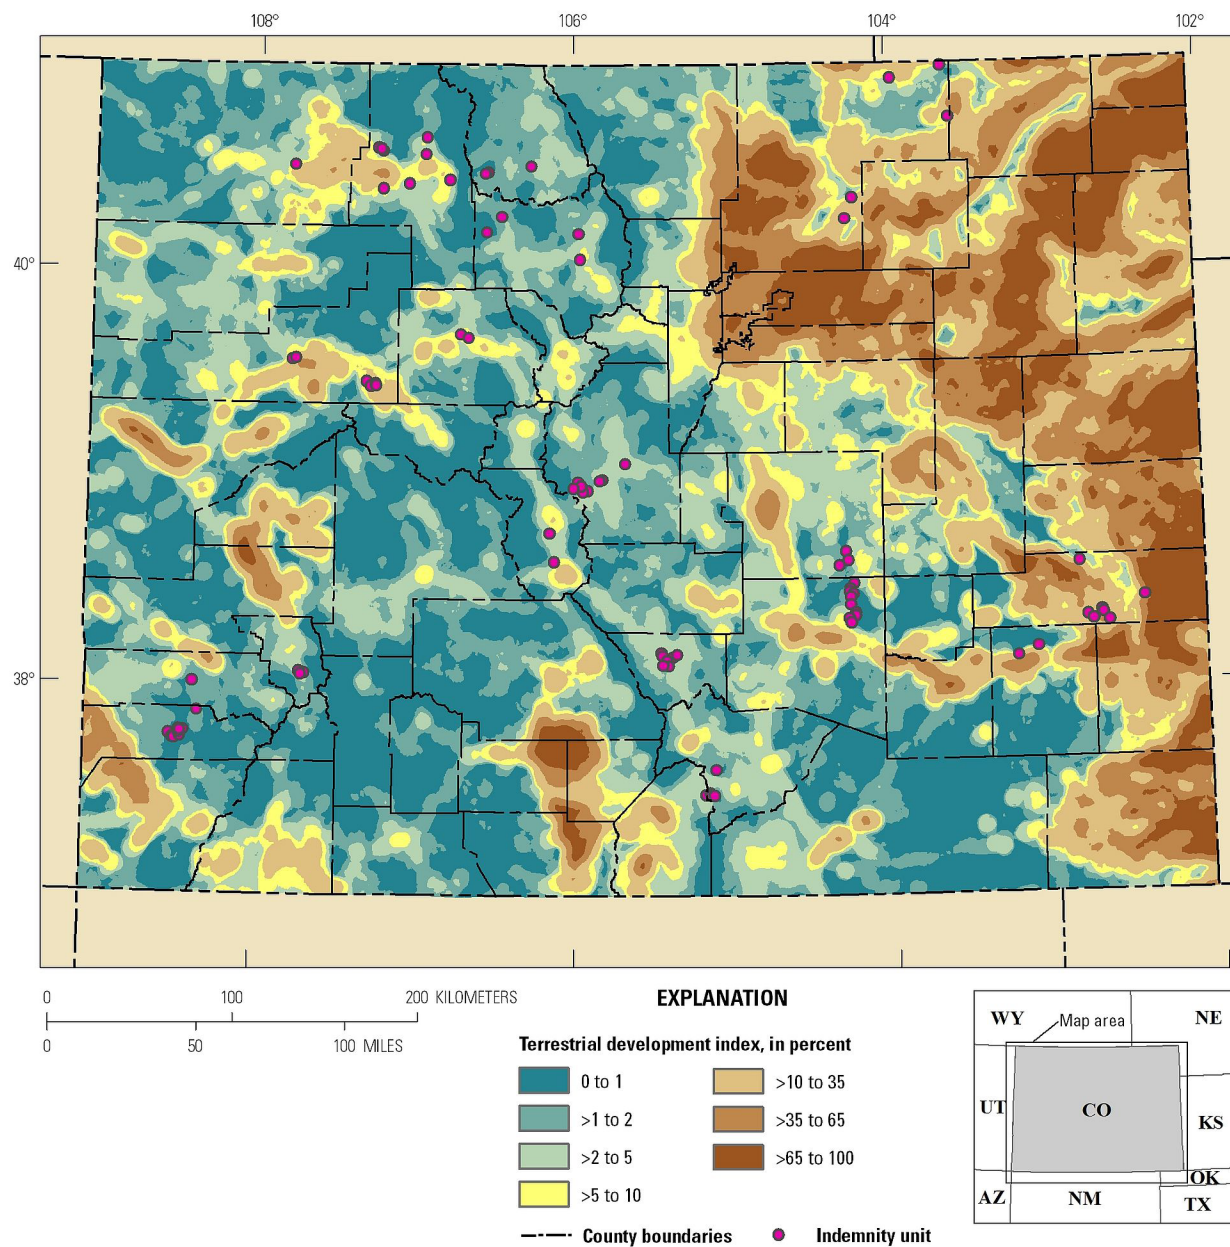 108°
106°
104°
102°
40°
38°
0
100
200 KILOMETERS
0
50
100 MILES
EXPLANATION
Terrestrial development index, in percent
0 to 1
>1 to 2
>2 to 5
>5 to 10
>10 to 35
>35 to 65
>65 to 100
County boundaries
Indemnity unit
WY
Map area
NE
UT
CO
KS
OK
AZ
NM
TX